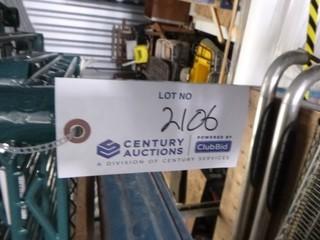 LOT NO
2106
CENTURY AUCTIONS
POWERED BY
ClubBid
A DIVISION OF CENTURY SERVICES